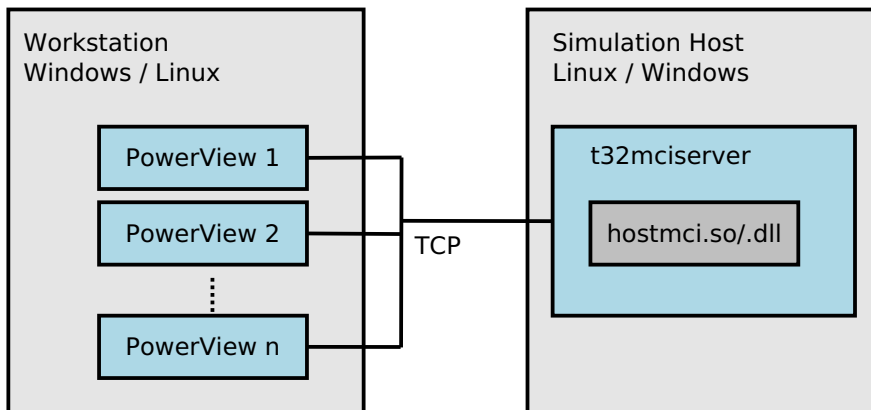 Workstation
Windows / Linux
PowerView 1
PowerView 2
PowerView n
TCP
Simulation Host
Linux / Windows
t32mciserver
hostmci.so/.dll